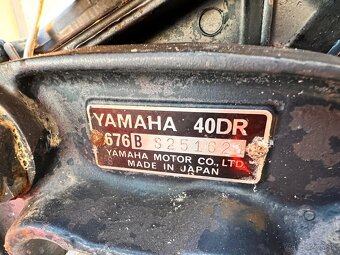 YAMAHA 40DR
676B S251621
YAMAHA MOTOR CO., LTD.
MADE IN JAPAN